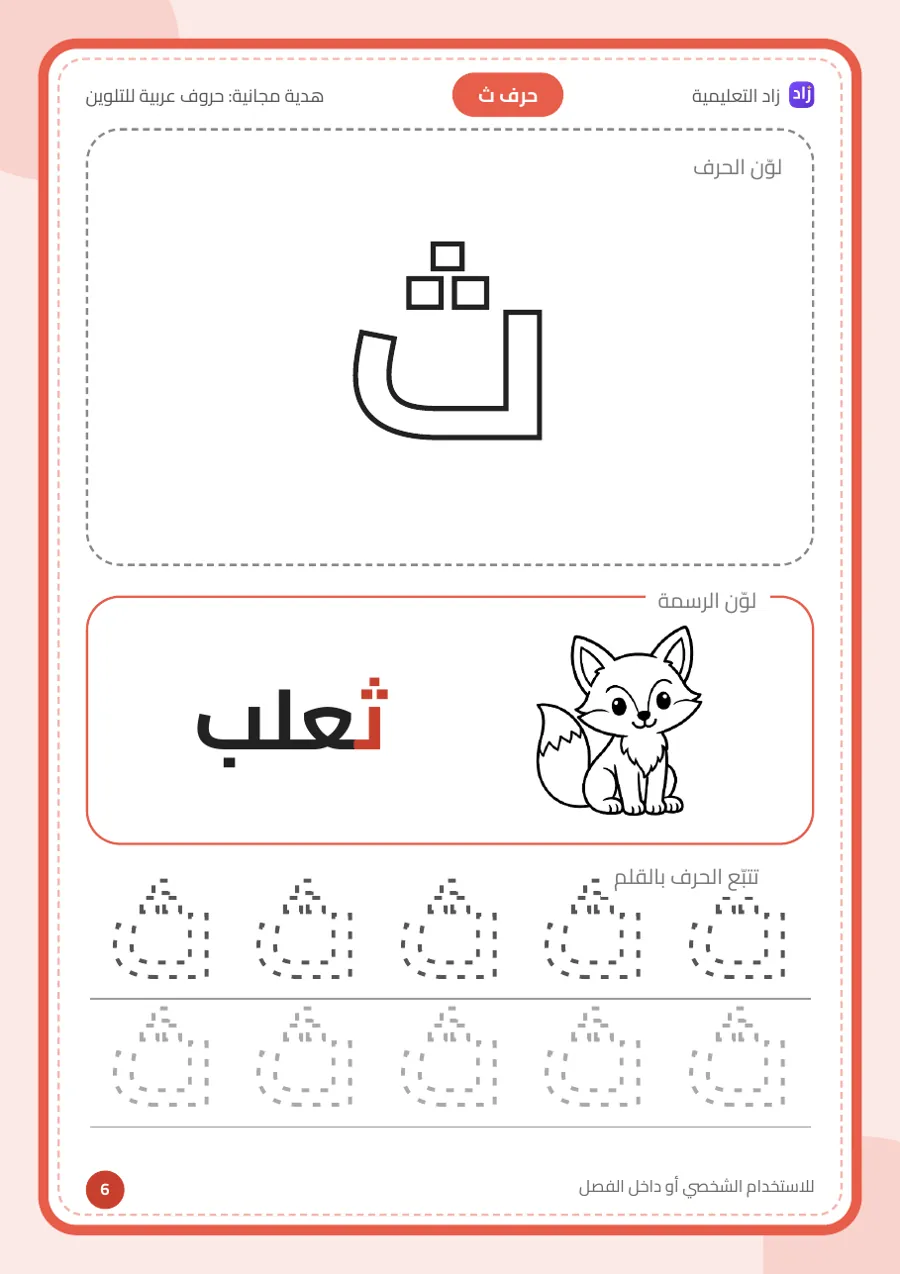 زاد زاد التعليمية
حرف ث
هدية مجانية: حروف عربية للتلوين
لوّن الحرف
ث
لوّن الرسمة
ثعلب
تتبّع الحرف بالقلم
ث ث ث ث ث
ث ث ث ث ث
للاستخدام الشخصي أو داخل الفصل
6